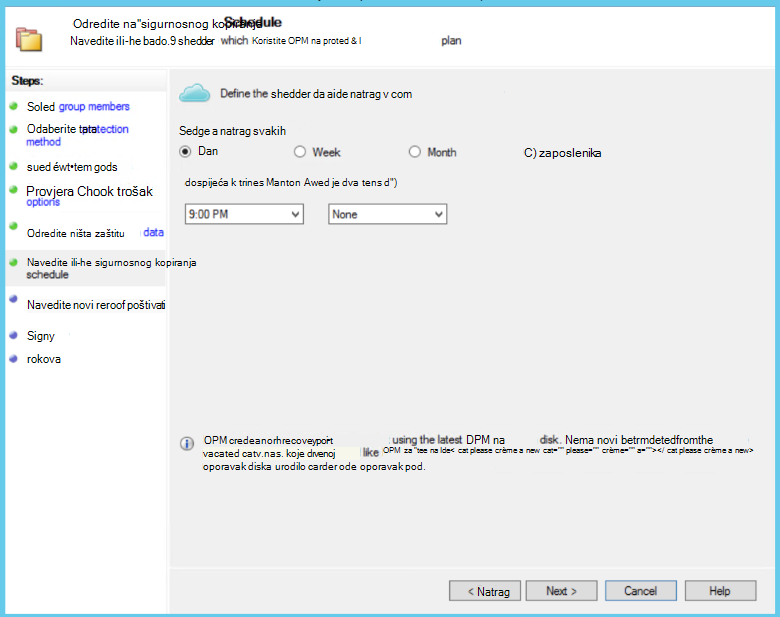 Odredite na"sigurnosnog kopiranja Schedule
Navedite ili-he bado.9 shedder which Koristite OPM na proted & l plan
Steps:
Soled group members
Odaberite tata protection
method
sued éwt•tem gods
Provjera Chook trošak
options
Odredite ništa zaštitu data
Navedite ili-he sigurnosnog kopiranja
schedule
Navedite novi reroof poštivati
Signy
rokova
Define the shedder da aide natrag v com
Sedge a natrag svakih
Dan Week Month C) zaposlenika
dospijeća k trines Manton Awed je dva tens d")
9:00 PM None
OPM credeanorhrecoveyport using the latest DPM na disk. Nema novi betrmdetedfromthe
vacated catv.nas. koje drvenoj like OPM za "tee na Ide< cat please crème a new cat="" please="" crème="" a=""></ cat please crème a new>
oporavak diska urodilo carder ode oporavak pod.
< Natrag Next > Cancel Help